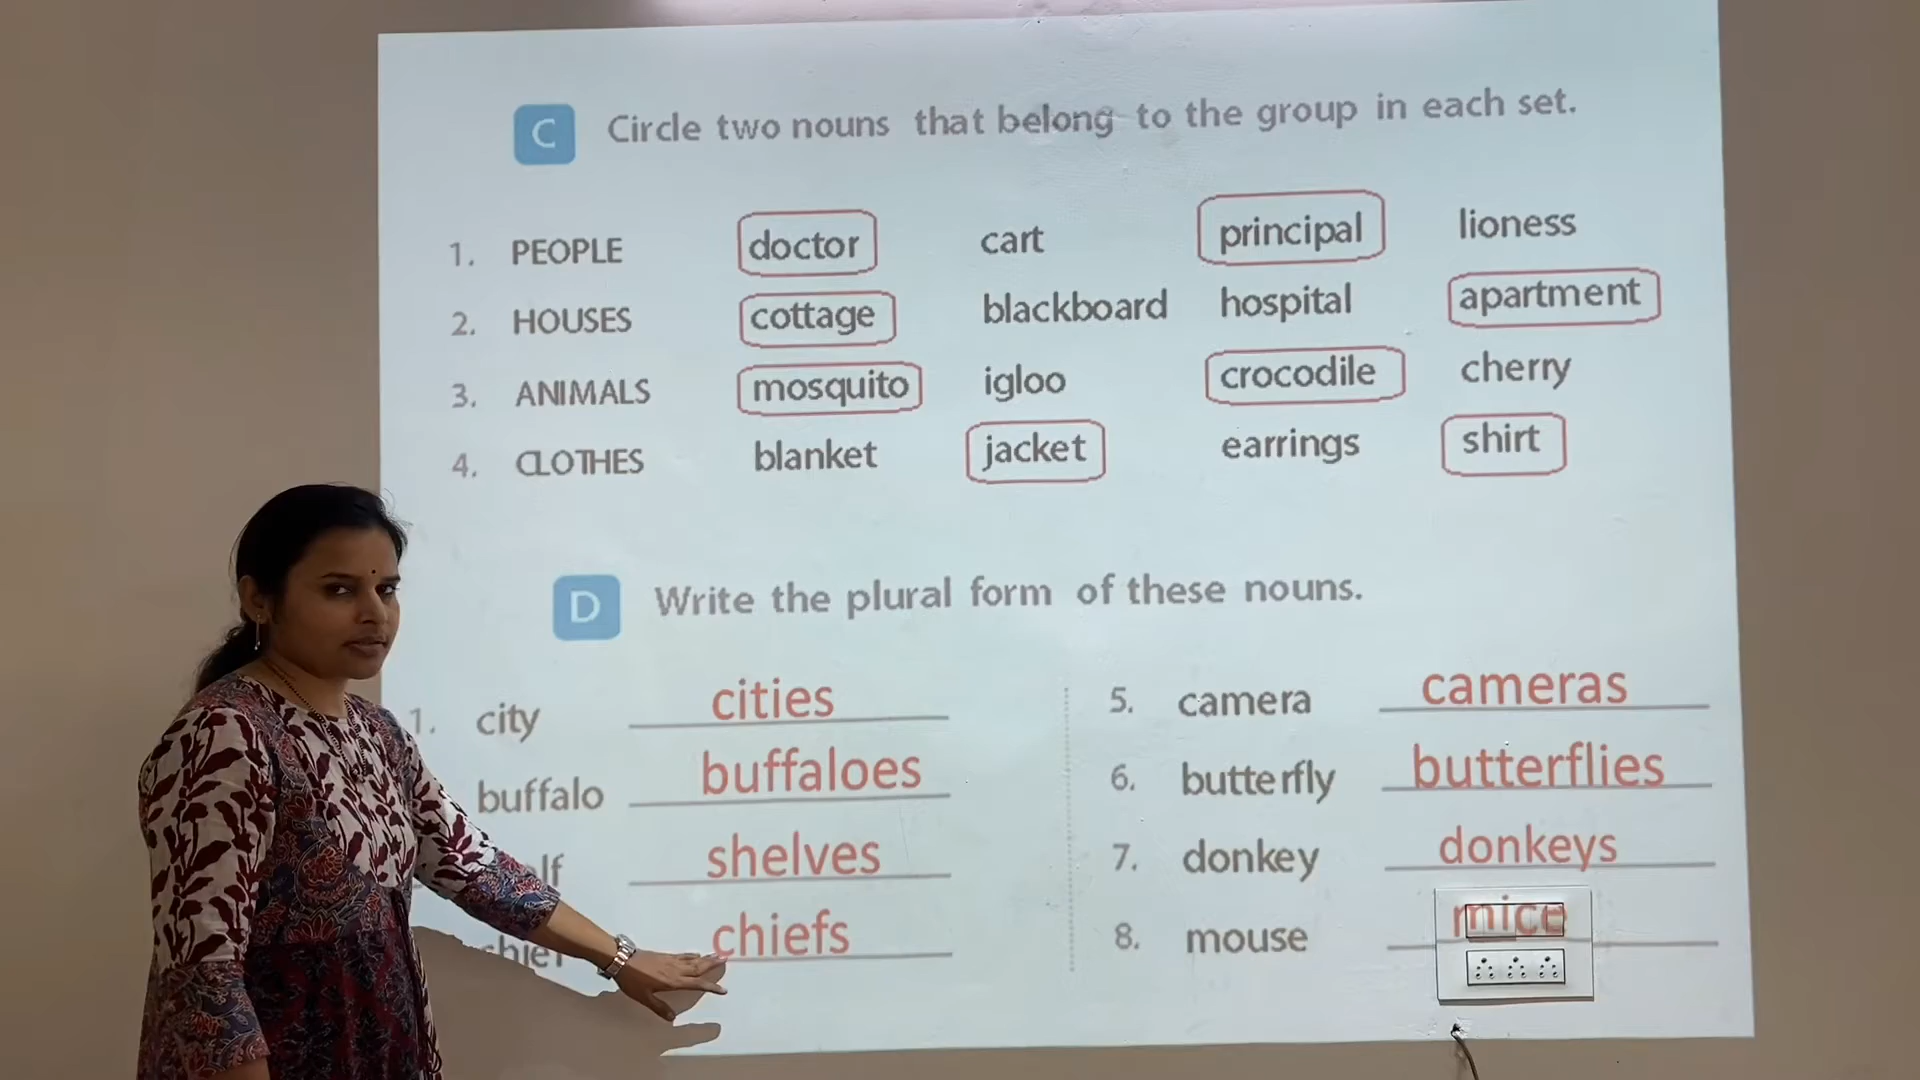 C Circle two nouns that belong to the group in each set.
1. PEOPLE doctor cart principal lioness
2. HOUSES cottage blackboard hospital apartment
3. ANIMALS mosquito igloo crocodile cherry
4. CLOTHES blanket jacket earrings shirt
D Write the plural form of these nouns.
1. city cities
buffalo buffaloes
lf shelves
chief chiefs
5. camera cameras
6. butterfly butterflies
7. donkey donkeys
8. mouse mice